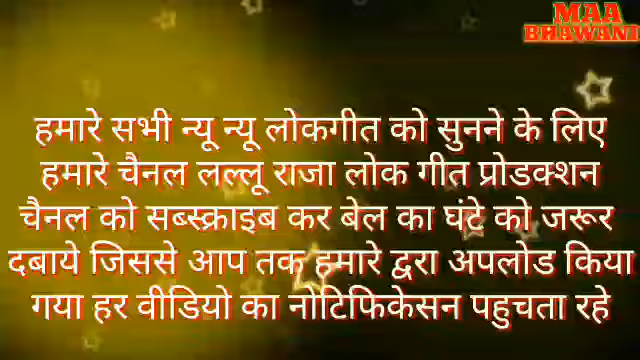 MAA
BHAWANI
हमारे सभी न्यू न्यू लोकगीत को सुनने के लिए
हमारे चैनल लल्लू राजा लोक गीत प्रोडक्शन
चैनल को सब्स्क्राइब कर बेल का घंटे को जरूर
दबाये जिससे आप तक हमारे द्वरा अपलोड किया
गया हर वीडियो का नोटिफिकेसन पहुचता रहे